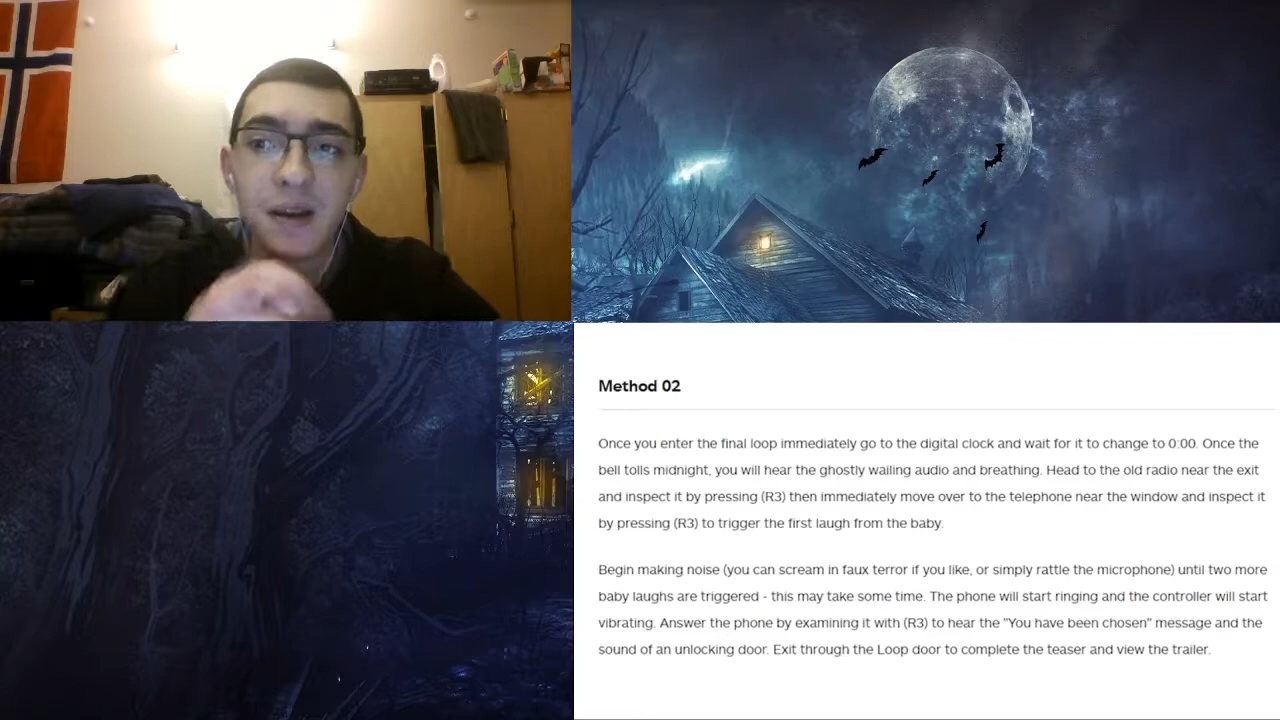 Method 02
Once you enter the final loop immediately go to the digital clock and wait for it to change to 0:00. Once the
bell tolls midnight, you will hear the ghostly wailing audio and breathing. Head to the old radio near the exit
and inspect it by pressing (R3) then immediately move over to the telephone near the window and inspect it
by pressing (R3) to trigger the first laugh from the baby.
Begin making noise (you can scream in faux terror if you like, or simply rattle the microphone) until two more
baby laughs are triggered - this may take some time. The phone will start ringing and the controller will start
vibrating. Answer the phone by examining it with (R3) to hear the "You have been chosen" message and the
sound of an unlocking door. Exit through the Loop door to complete the teaser and view the trailer.